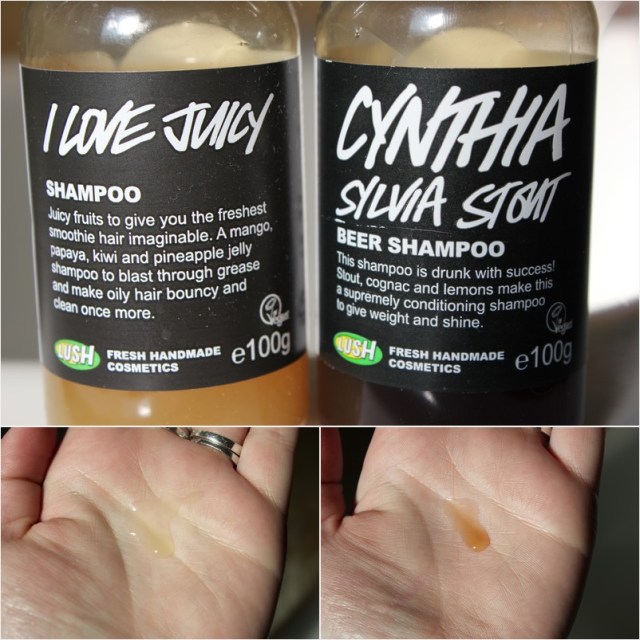 I LOVE JUICY
SHAMPOO
Juicy fruits to give you the freshest
smoothie hair imaginable. A mango,
papaya, kiwi and pineapple jelly
shampoo to blast through grease
and make oily hair bouncy and
clean once more.
Vegan
LUSH
FRESH HANDMADE
COSMETICS
e100g
CYNTHIA
SYLVIA STOUT
BEER SHAMPOO
This shampoo is drunk with success!
Stout, cognac and lemons make this
a supremely conditioning shampoo
to give weight and shine.
Vegan
LUSH
FRESH HANDMADE
COSMETICS
e100g